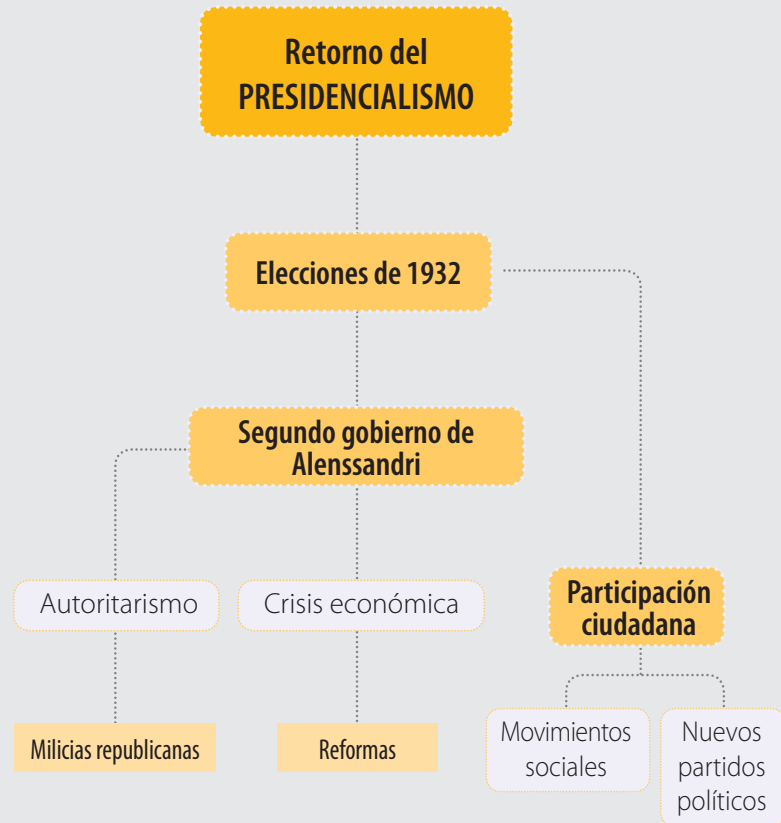 Retorno del
PRESIDENCIALISMO
Elecciones de 1932
Segundo gobierno de
Alenssandri
Autoritarismo
Crisis económica
Participación
ciudadana
Milicias republicanas
Reformas
Movimientos
sociales
Nuevos
partidos
políticos